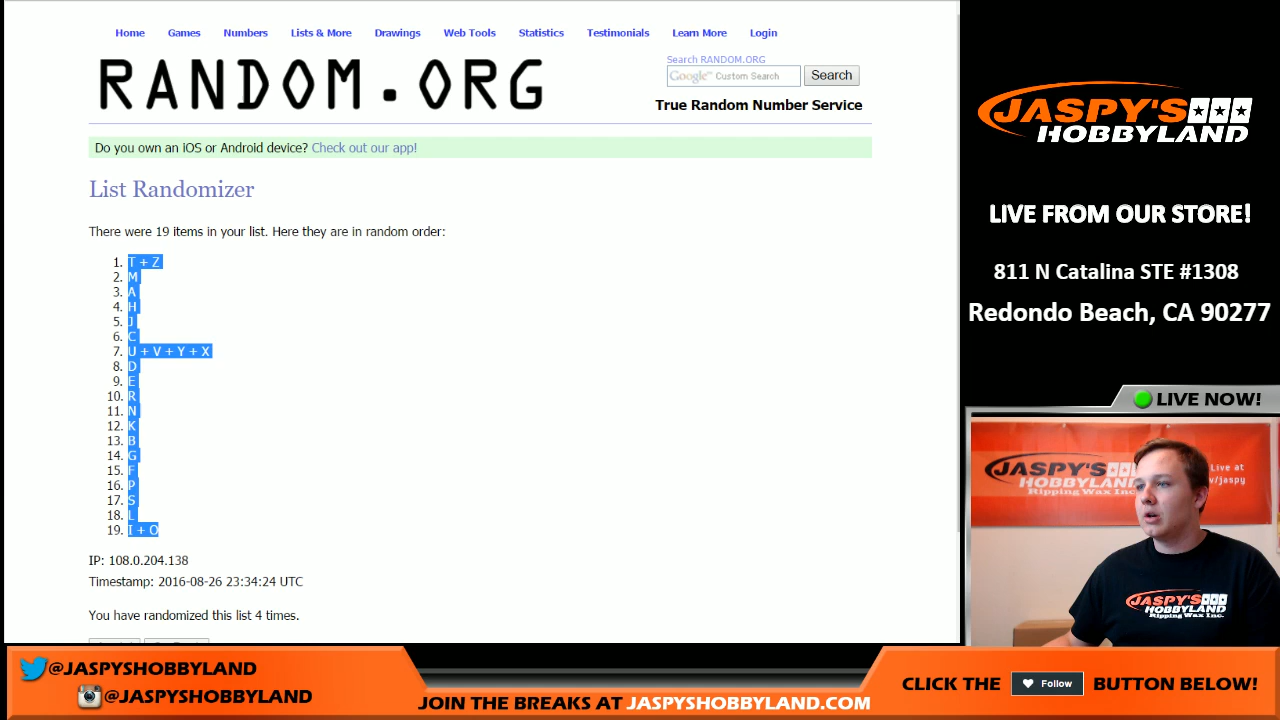 Home Games Numbers Lists & More Drawings Web Tools Statistics Testimonials Learn More Login
RANDOM.ORG
Search RANDOM.ORG
Google™ Custom Search Search
True Random Number Service
Do you own an iOS or Android device? Check out our app!
List Randomizer
There were 19 items in your list. Here they are in random order:
1. T + Z
2. M
3. A
4. H
5. J
6. C
7. U + V + Y + X
8. D
9. E
10. R
11. N
12. K
13. B
14. G
15. F
16. P
17. S
18. L
19. I + O
IP: 108.0.204.138
Timestamp: 2016-08-26 23:34:24 UTC
You have randomized this list 4 times.
JASPY'S
HOBBYLAND
LIVE FROM OUR STORE!
811 N Catalina STE #1308
Redondo Beach, CA 90277
LIVE NOW!
JASPY'S
HOBBYLAND
Ripping Wax Inc.
Live at
v/jaspy
JASPY'S
HOBBYLAND
Ripping Wax Inc.
@JASPYSHOBBYLAND
@JASPYSHOBBYLAND
JOIN THE BREAKS AT JASPYSHOBBYLAND.COM
CLICK THE Follow BUTTON BELOW!